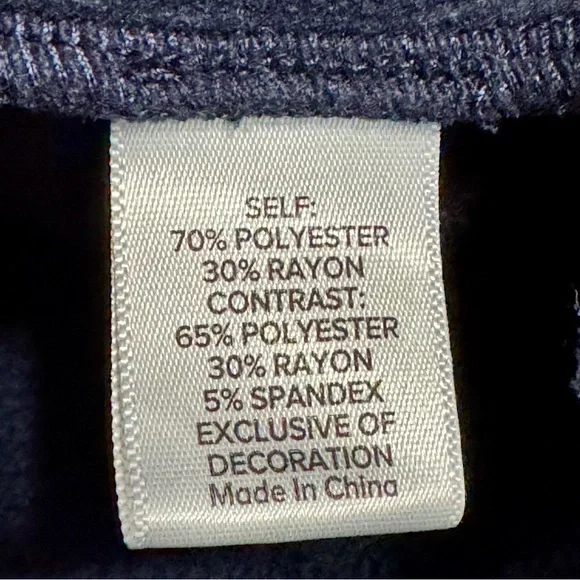 SELF:
70% POLYESTER
30% RAYON
CONTRAST:
65% POLYESTER
30% RAYON
5% SPANDEX
EXCLUSIVE OF
DECORATION
Made In China